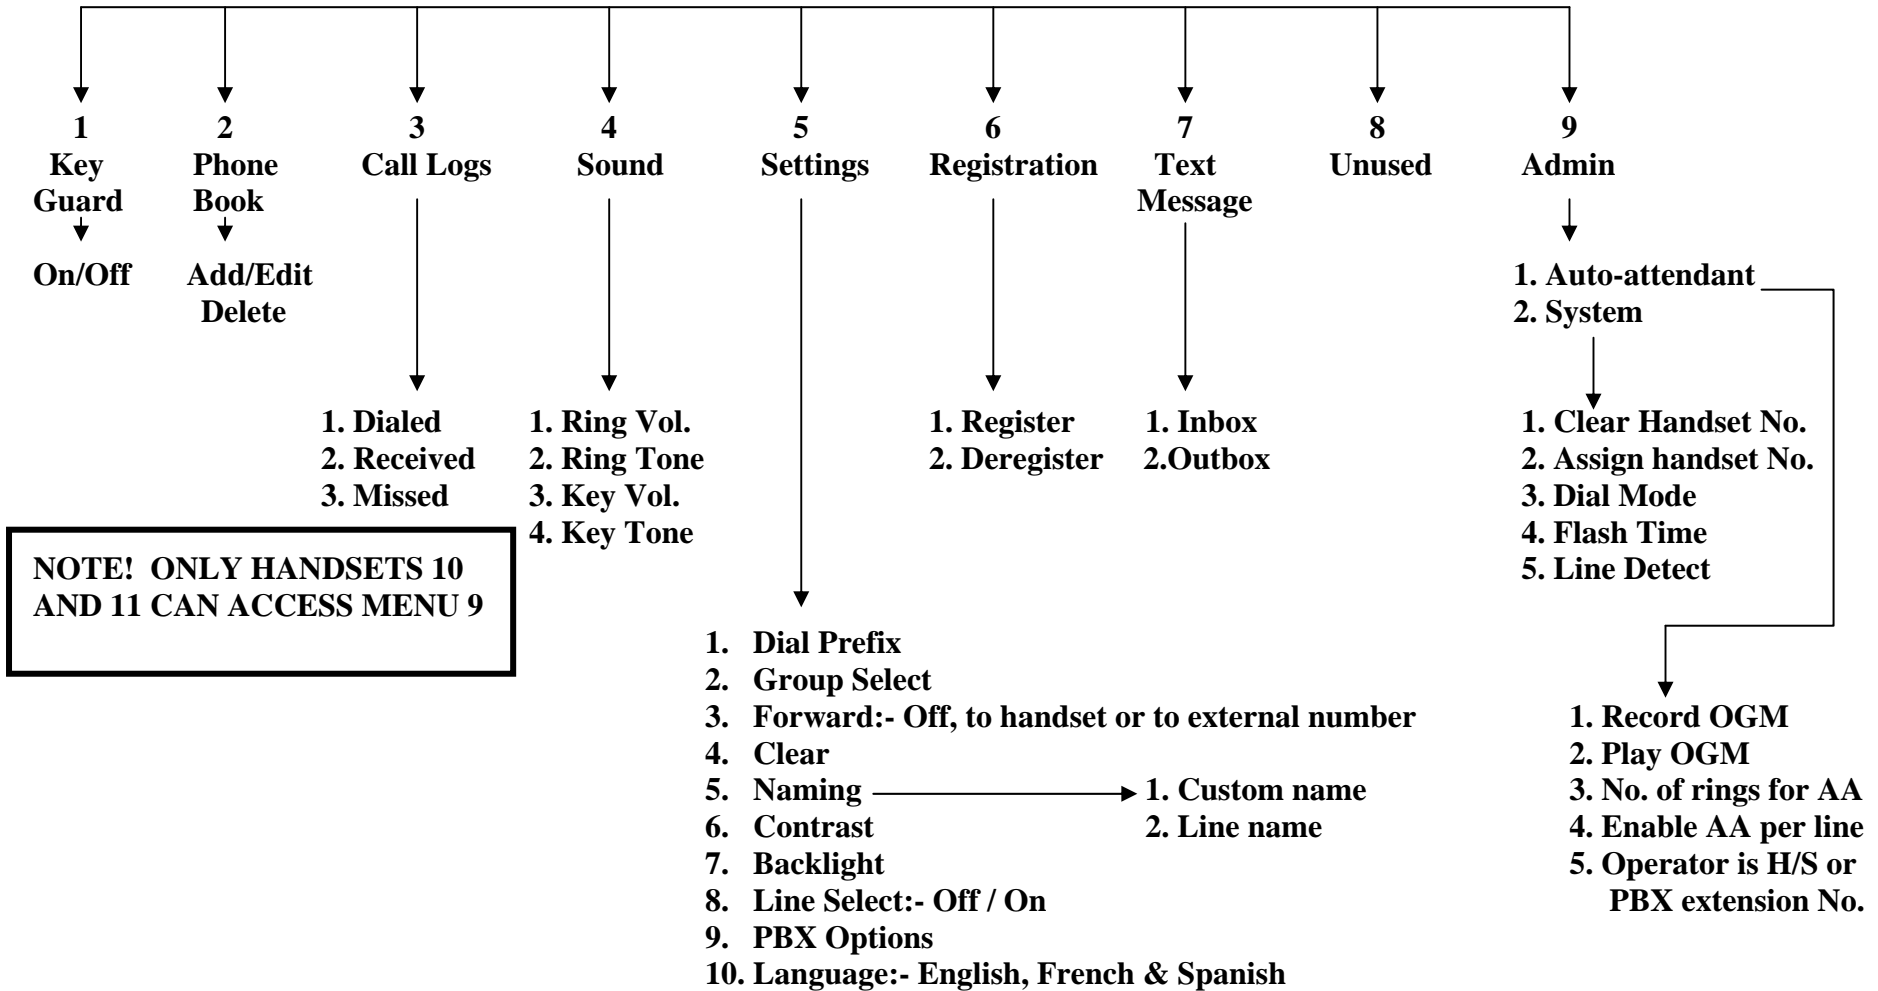 1
Key
Guard
On/Off
2
Phone
Book
Add/Edit
Delete
3
Call Logs
1. Dialed
2. Received
3. Missed
4
Sound
1. Ring Vol.
2. Ring Tone
3. Key Vol.
4. Key Tone
5
Settings
1. Dial Prefix
2. Group Select
3. Forward:- Off, to handset or to external number
4. Clear
5. Naming
1. Custom name
2. Line name
6. Contrast
7. Backlight
8. Line Select:- Off / On
9. PBX Options
10. Language:- English, French & Spanish
6
Registration
1. Register
2. Deregister
7
Text
Message
1. Inbox
2.Outbox
8
Unused
9
Admin
1. Auto-attendant
2. System
1. Clear Handset No.
2. Assign handset No.
3. Dial Mode
4. Flash Time
5. Line Detect
1. Record OGM
2. Play OGM
3. No. of rings for AA
4. Enable AA per line
5. Operator is H/S or
PBX extension No.
NOTE! ONLY HANDSETS 10
AND 11 CAN ACCESS MENU 9